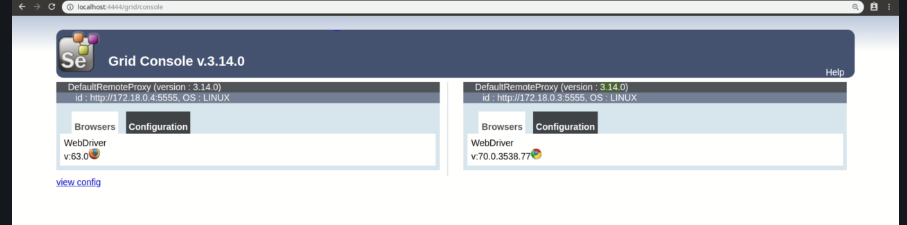 localhost:4444/grid/console
Se
Grid Console v.3.14.0
Help
DefaultRemoteProxy (version : 3.14.0)
id : http://172.18.0.4:5555, OS : LINUX
Browsers Configuration
WebDriver
v:63.0
DefaultRemoteProxy (version : 3.14.0)
id : http://172.18.0.3:5555, OS : LINUX
Browsers Configuration
WebDriver
v:70.0.3538.77
view config